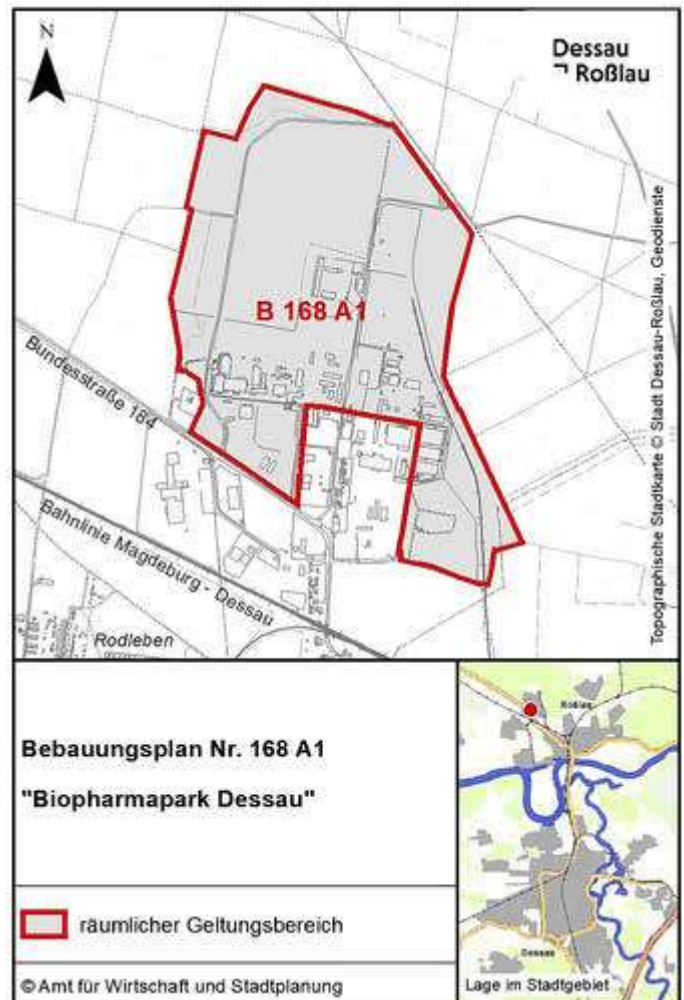 N
Dessau
Roßlau
B 168 A1
Bundesstraße 184
Bahnlinie Magdeburg - Dessau
Rodleben
Topographische Stadtkarte © Stadt Dessau-Roßlau, Geodienste
Bebauungsplan Nr. 168 A1
"Biopharmapark Dessau"
räumlicher Geltungsbereich
© Amt für Wirtschaft und Stadtplanung
Roßlau
Dessau
Lage im Stadtgebiet